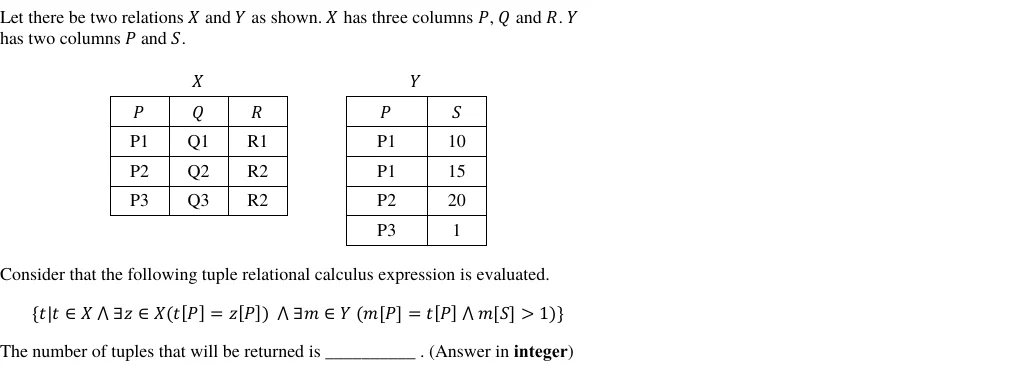 Let there be two relations X and Y as shown. X has three columns P, Q and R. Y
has two columns P and S.
X Y
P Q R P S
P1 Q1 R1 P1 10
P2 Q2 R2 P1 15
P3 Q3 R2 P2 20
P3 1
Consider that the following tuple relational calculus expression is evaluated.
{t|t ∈ X ∧ ∃z ∈ X(t[P] = z[P]) ∧ ∃m ∈ Y (m[P] = t[P] ∧ m[S] > 1)}
The number of tuples that will be returned is __________ . (Answer in integer)